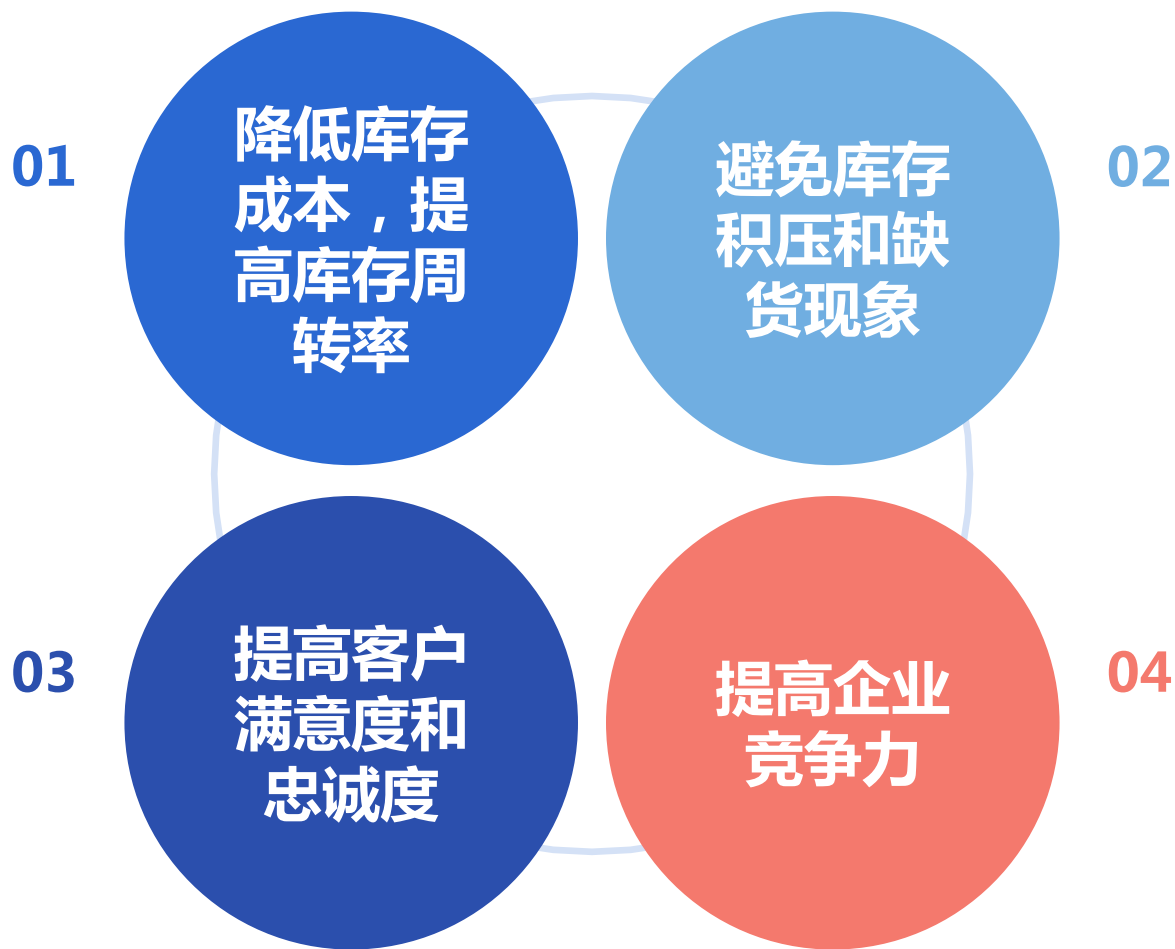 01
降低库存
成本，提
高库存周
转率
02
避免库存
积压和缺
货现象
03
提高客户
满意度和
忠诚度
04
提高企业
竞争力